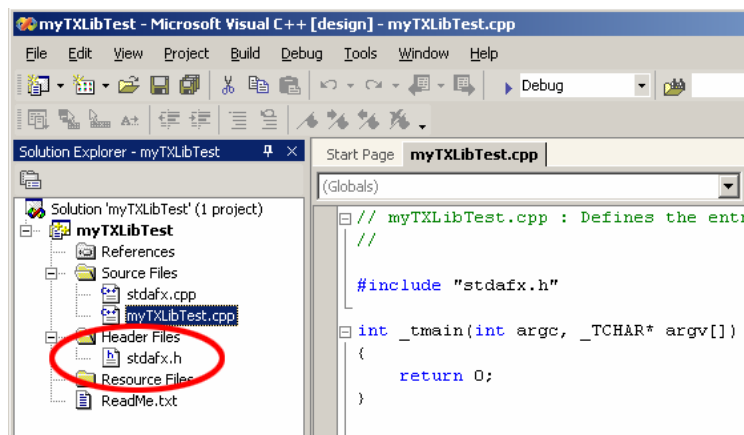 myTXLibTest - Microsoft Visual C++ [design] - myTXLibTest.cpp
File Edit View Project Build Debug Tools Window Help
Debug
Solution Explorer - myTXLibTest
Start Page myTXLibTest.cpp
(Globals)
Solution 'myTXLibTest' (1 project)
myTXLibTest
References
Source Files
stdafx.cpp
myTXLibTest.cpp
Header Files
stdafx.h
Resource Files
ReadMe.txt
// myTXLibTest.cpp : Defines the entr
//
#include "stdafx.h"
int _tmain(int argc, _TCHAR* argv[])
{
return 0;
}